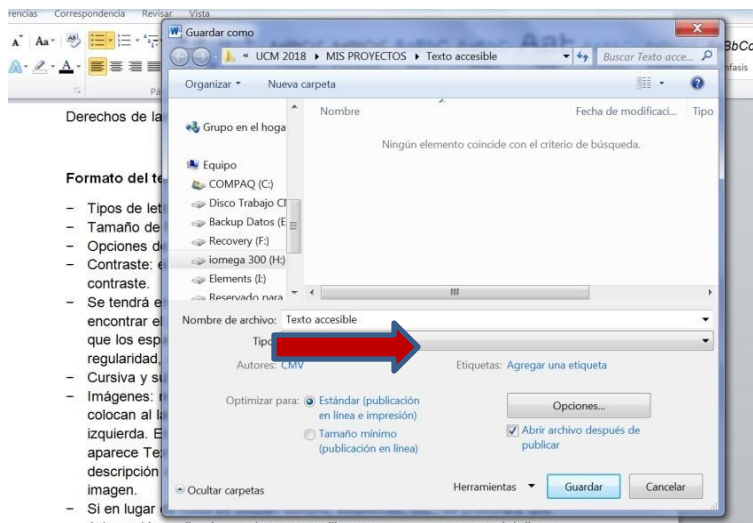 Correspondencia Revisar Vista
Guardar como
UCM 2018 ▸ MIS PROYECTOS ▸ Texto accesible
Buscar Texto acce...
Organizar Nueva carpeta
Nombre Fecha de modificaci... Tipo
Ningún elemento coincide con el criterio de búsqueda.
Grupo en el hoga
Equipo
COMPAQ (C:)
Disco Trabajo
Backup Datos (E
Recovery (F:)
iomega 300 (H:)
Elements (I:)
Reservado para
Nombre de archivo: Texto accesible
Tipo
Autores: CMV Etiquetas: Agregar una etiqueta
Optimizar para: Estándar (publicación
en línea e impresión)
Tamaño mínimo
(publicación en línea)
Opciones...
Abrir archivo después de
publicar
Ocultar carpetas Herramientas Guardar Cancelar
Derechos de la
Formato del te
– Tipos de let
– Tamaño de
– Opciones d
– Contraste: e
contraste.
– Se tendrá e
encontrar el
que los esp
regularidad,
– Cursiva y su
– Imágenes:
colocan al la
izquierda. E
aparece Te
descripción
imagen.
– Si en lugar